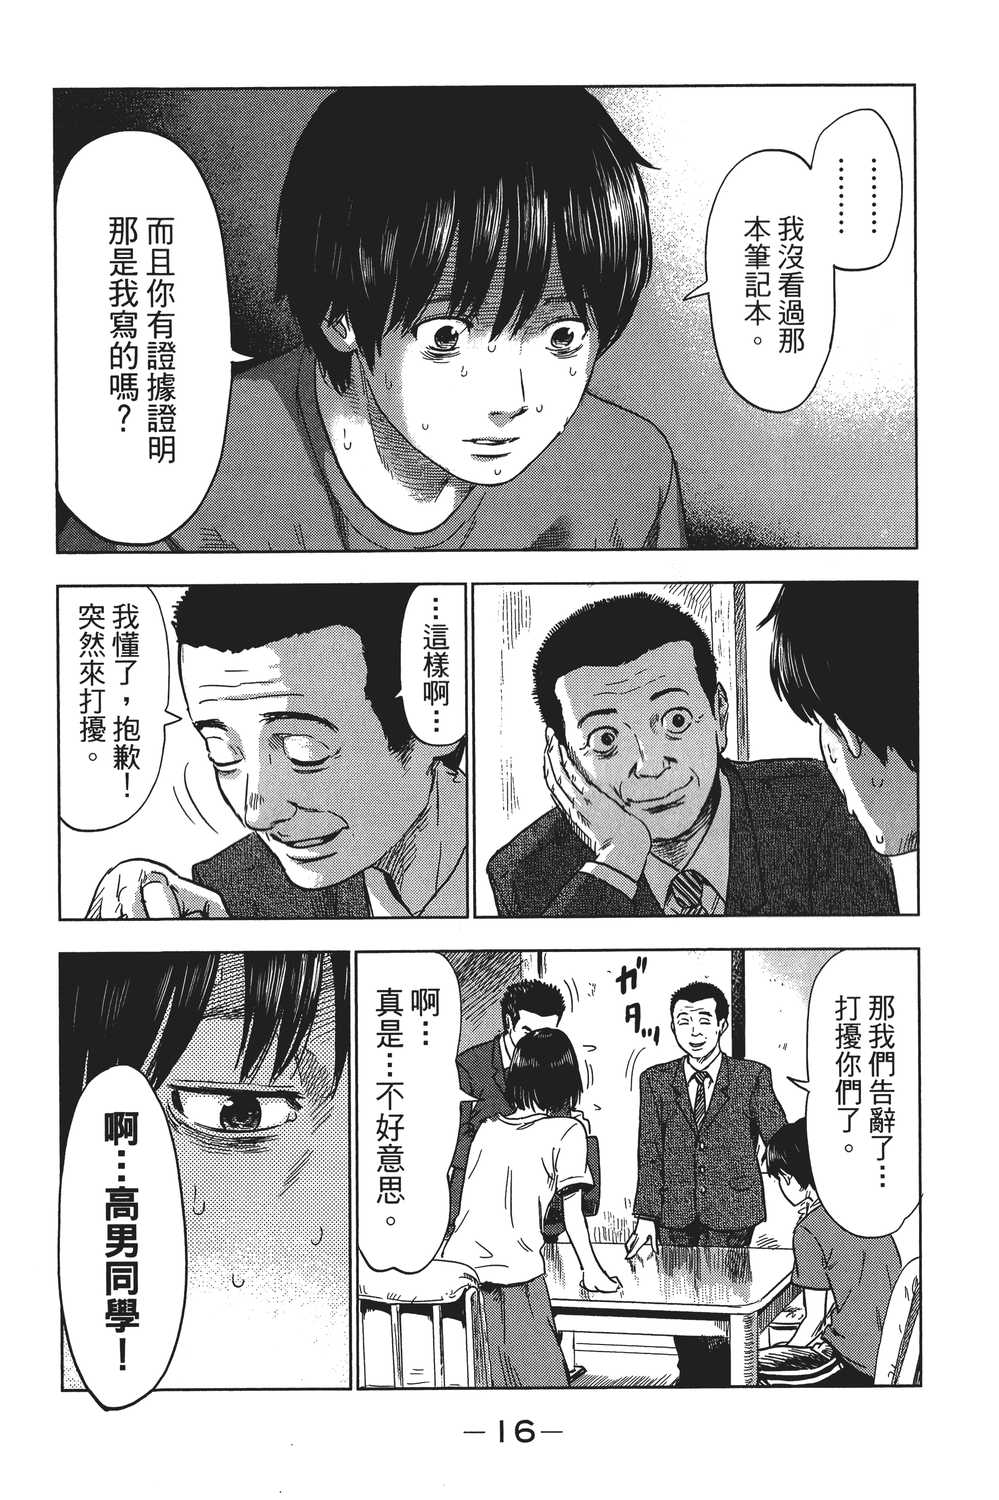 …………
…………
我沒看過那
本筆記本。
而且你有證據證明
那是我寫的嗎？
…這樣啊…
我懂了，抱歉！
突然來打擾。
那我們告辭了…
打擾你們了。
ガタッ
啊…
真是…不好意思。
啊…高男同學！
—16—